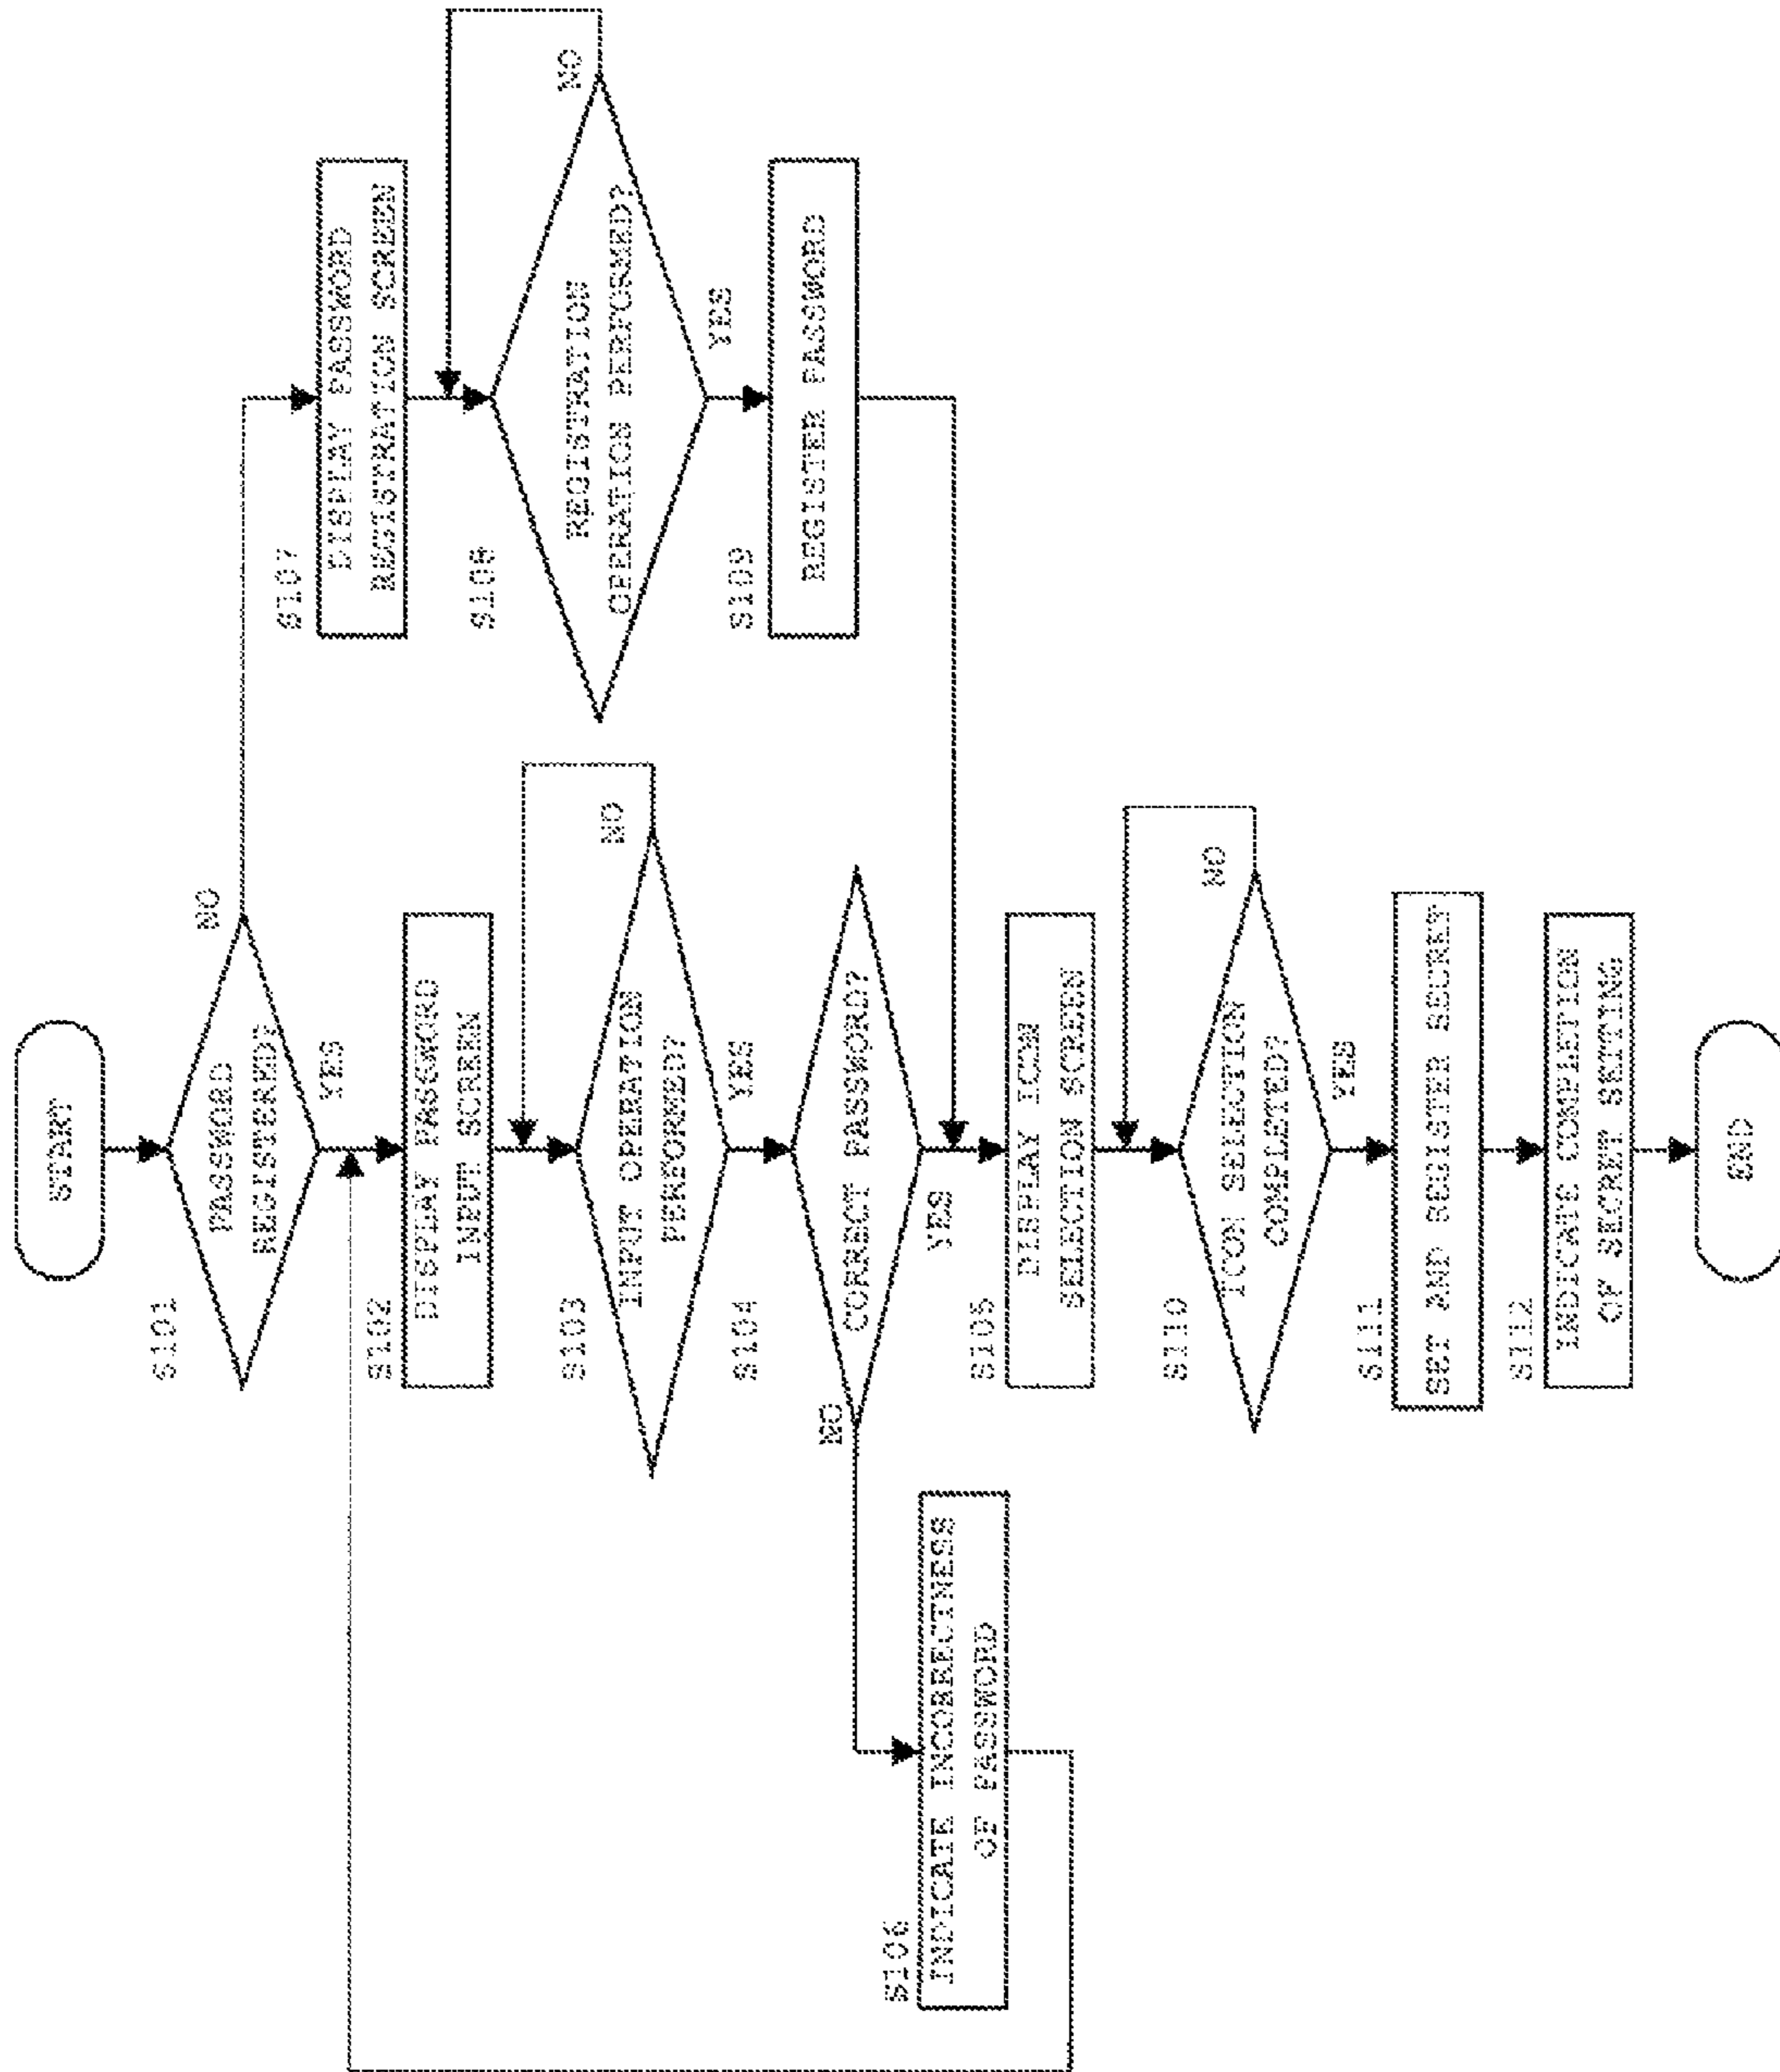 START
S101
PASSWORD
REGISTERED?
NO
YES
S102
DISPLAY PASSWORD
INPUT SCREEN
S103
INPUT OPERATION
PERFORMED?
NO
YES
S104
CORRECT PASSWORD?
NO
YES
S105
DISPLAY ICON
SELECTION SCREEN
S106
INDICATE INCORRECTNESS
OF PASSWORD
S107
DISPLAY PASSWORD
REGISTRATION SCREEN
S108
REGISTRATION
OPERATION PERFORMED?
NO
YES
S109
REGISTER PASSWORD
S110
ICON SELECTION
COMPLETED?
NO
YES
S111
SET AND REGISTER SECRET
S112
INDICATE COMPLETION
OF SECRET SETTING
END